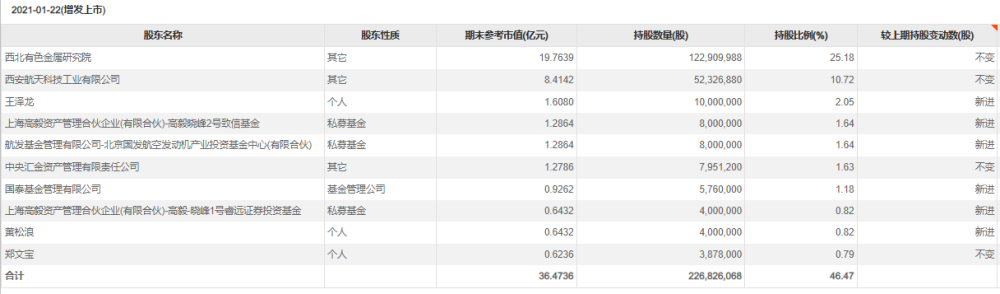 2021-01-22(增发上市)
股东名称 股东性质 期末参考市值(亿元) 持股数量(股) 持股比例(%) 较上期持股变动数(股)
西北有色金属研究院 其它 19.7639 122,909,988 25.18 不变
西安航天科技工业有限公司 其它 8.4142 52,326,880 10.72 不变
王泽龙 个人 1.6080 10,000,000 2.05 新进
上海高毅资产管理合伙企业(有限合伙)-高毅晓峰2号致信基金 私募基金 1.2864 8,000,000 1.64 新进
航发基金管理有限公司-北京国发航空发动机产业投资基金中心(有限合伙) 私募基金 1.2864 8,000,000 1.64 新进
中央汇金资产管理有限责任公司 其它 1.2786 7,951,200 1.63 不变
国泰基金管理有限公司 基金管理公司 0.9262 5,760,000 1.18 新进
上海高毅资产管理合伙企业(有限合伙)-高毅-晓峰1号睿远证券投资基金 私募基金 0.6432 4,000,000 0.82 新进
黄松浪 个人 0.6432 4,000,000 0.82 新进
郑文宝 个人 0.6236 3,878,000 0.79 不变
合计 36.4736 226,826,068 46.47